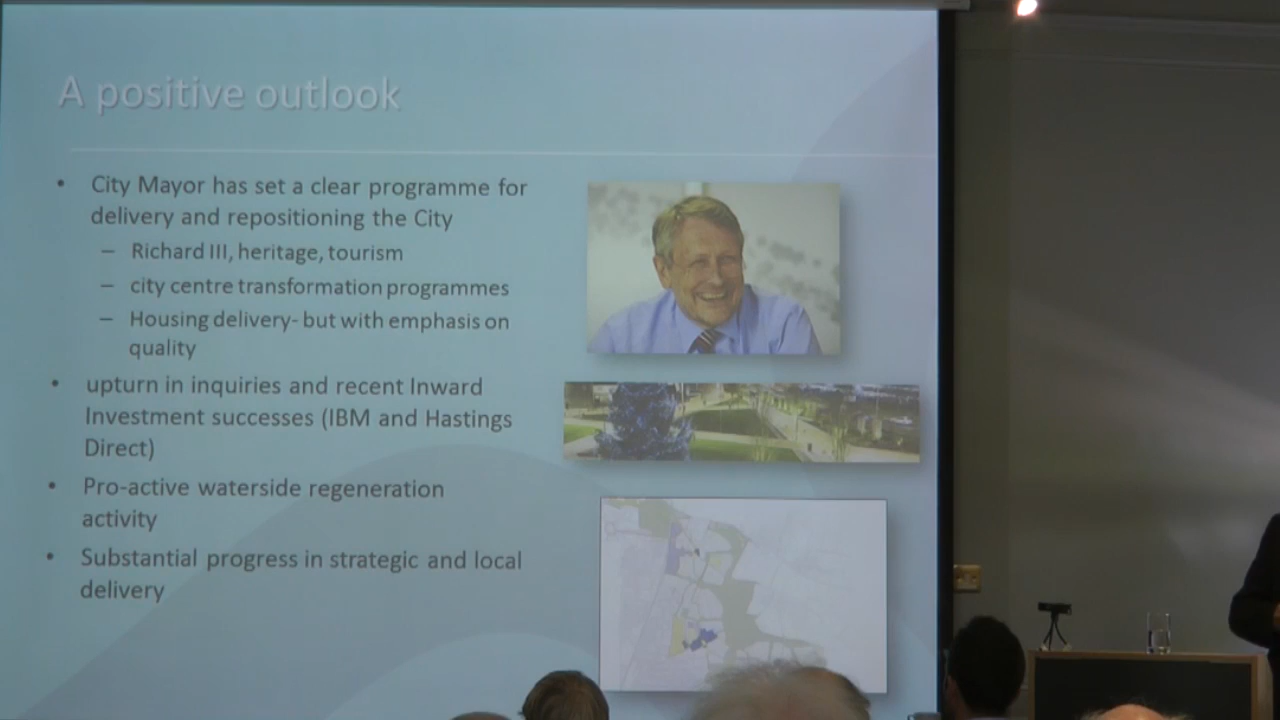 A positive outlook
• City Mayor has set a clear programme for
delivery and repositioning the City
– Richard III, heritage, tourism
– city centre transformation programmes
– Housing delivery- but with emphasis on
quality
• upturn in inquiries and recent Inward
Investment successes (IBM and Hastings
Direct)
• Pro-active waterside regeneration
activity
• Substantial progress in strategic and local
delivery